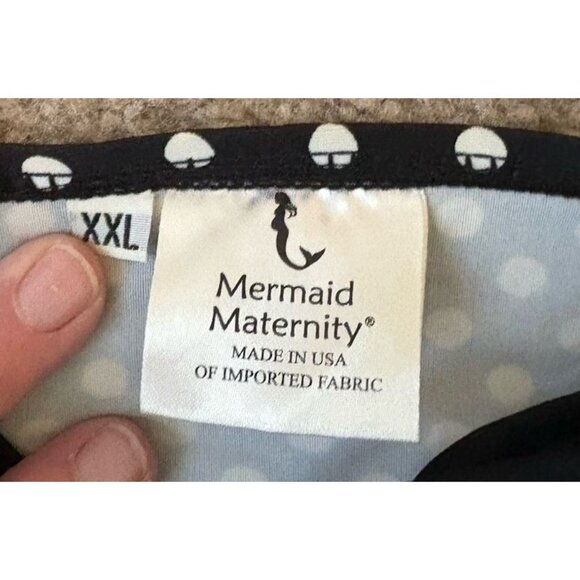 XXL
Mermaid
Maternity®
MADE IN USA
OF IMPORTED FABRIC